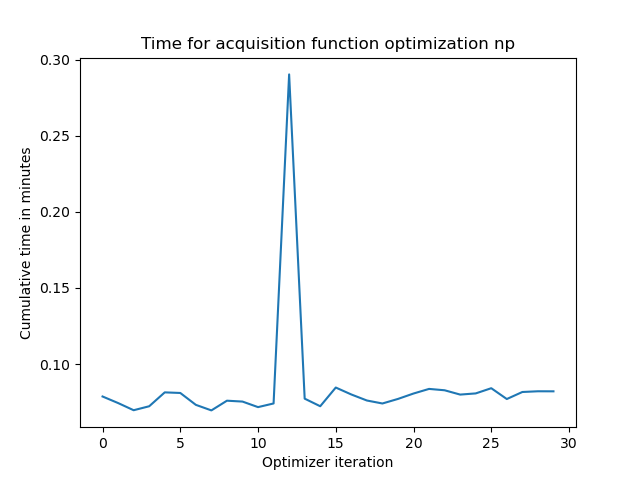 Time for acquisition function optimization np
Cumulative time in minutes
0.30
0.25
0.20
0.15
0.10
0 5 10 15 20 25 30
Optimizer iteration